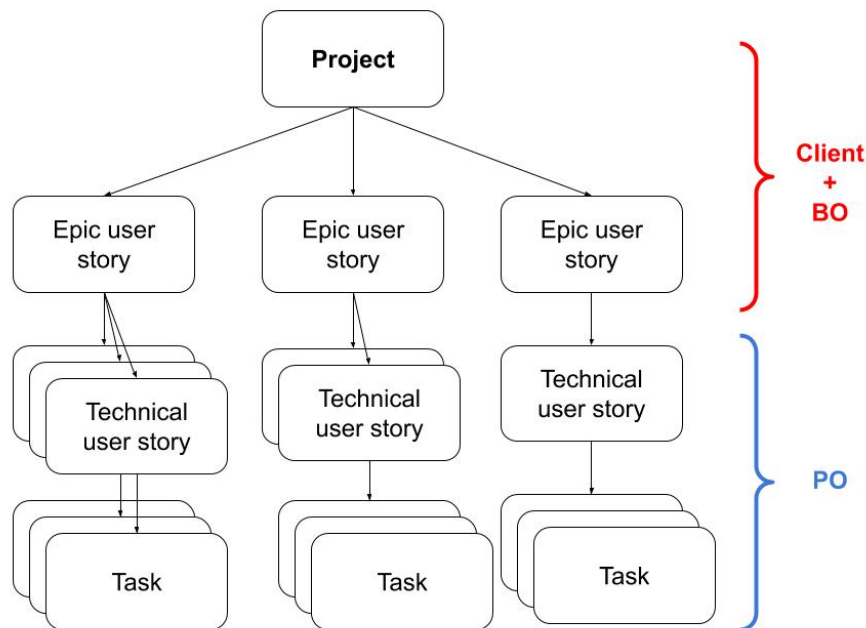 Project
Client
+
BO
Epic user
story
Epic user
story
Epic user
story
Technical
user story
Technical
user story
Technical
user story
PO
Task
Task
Task